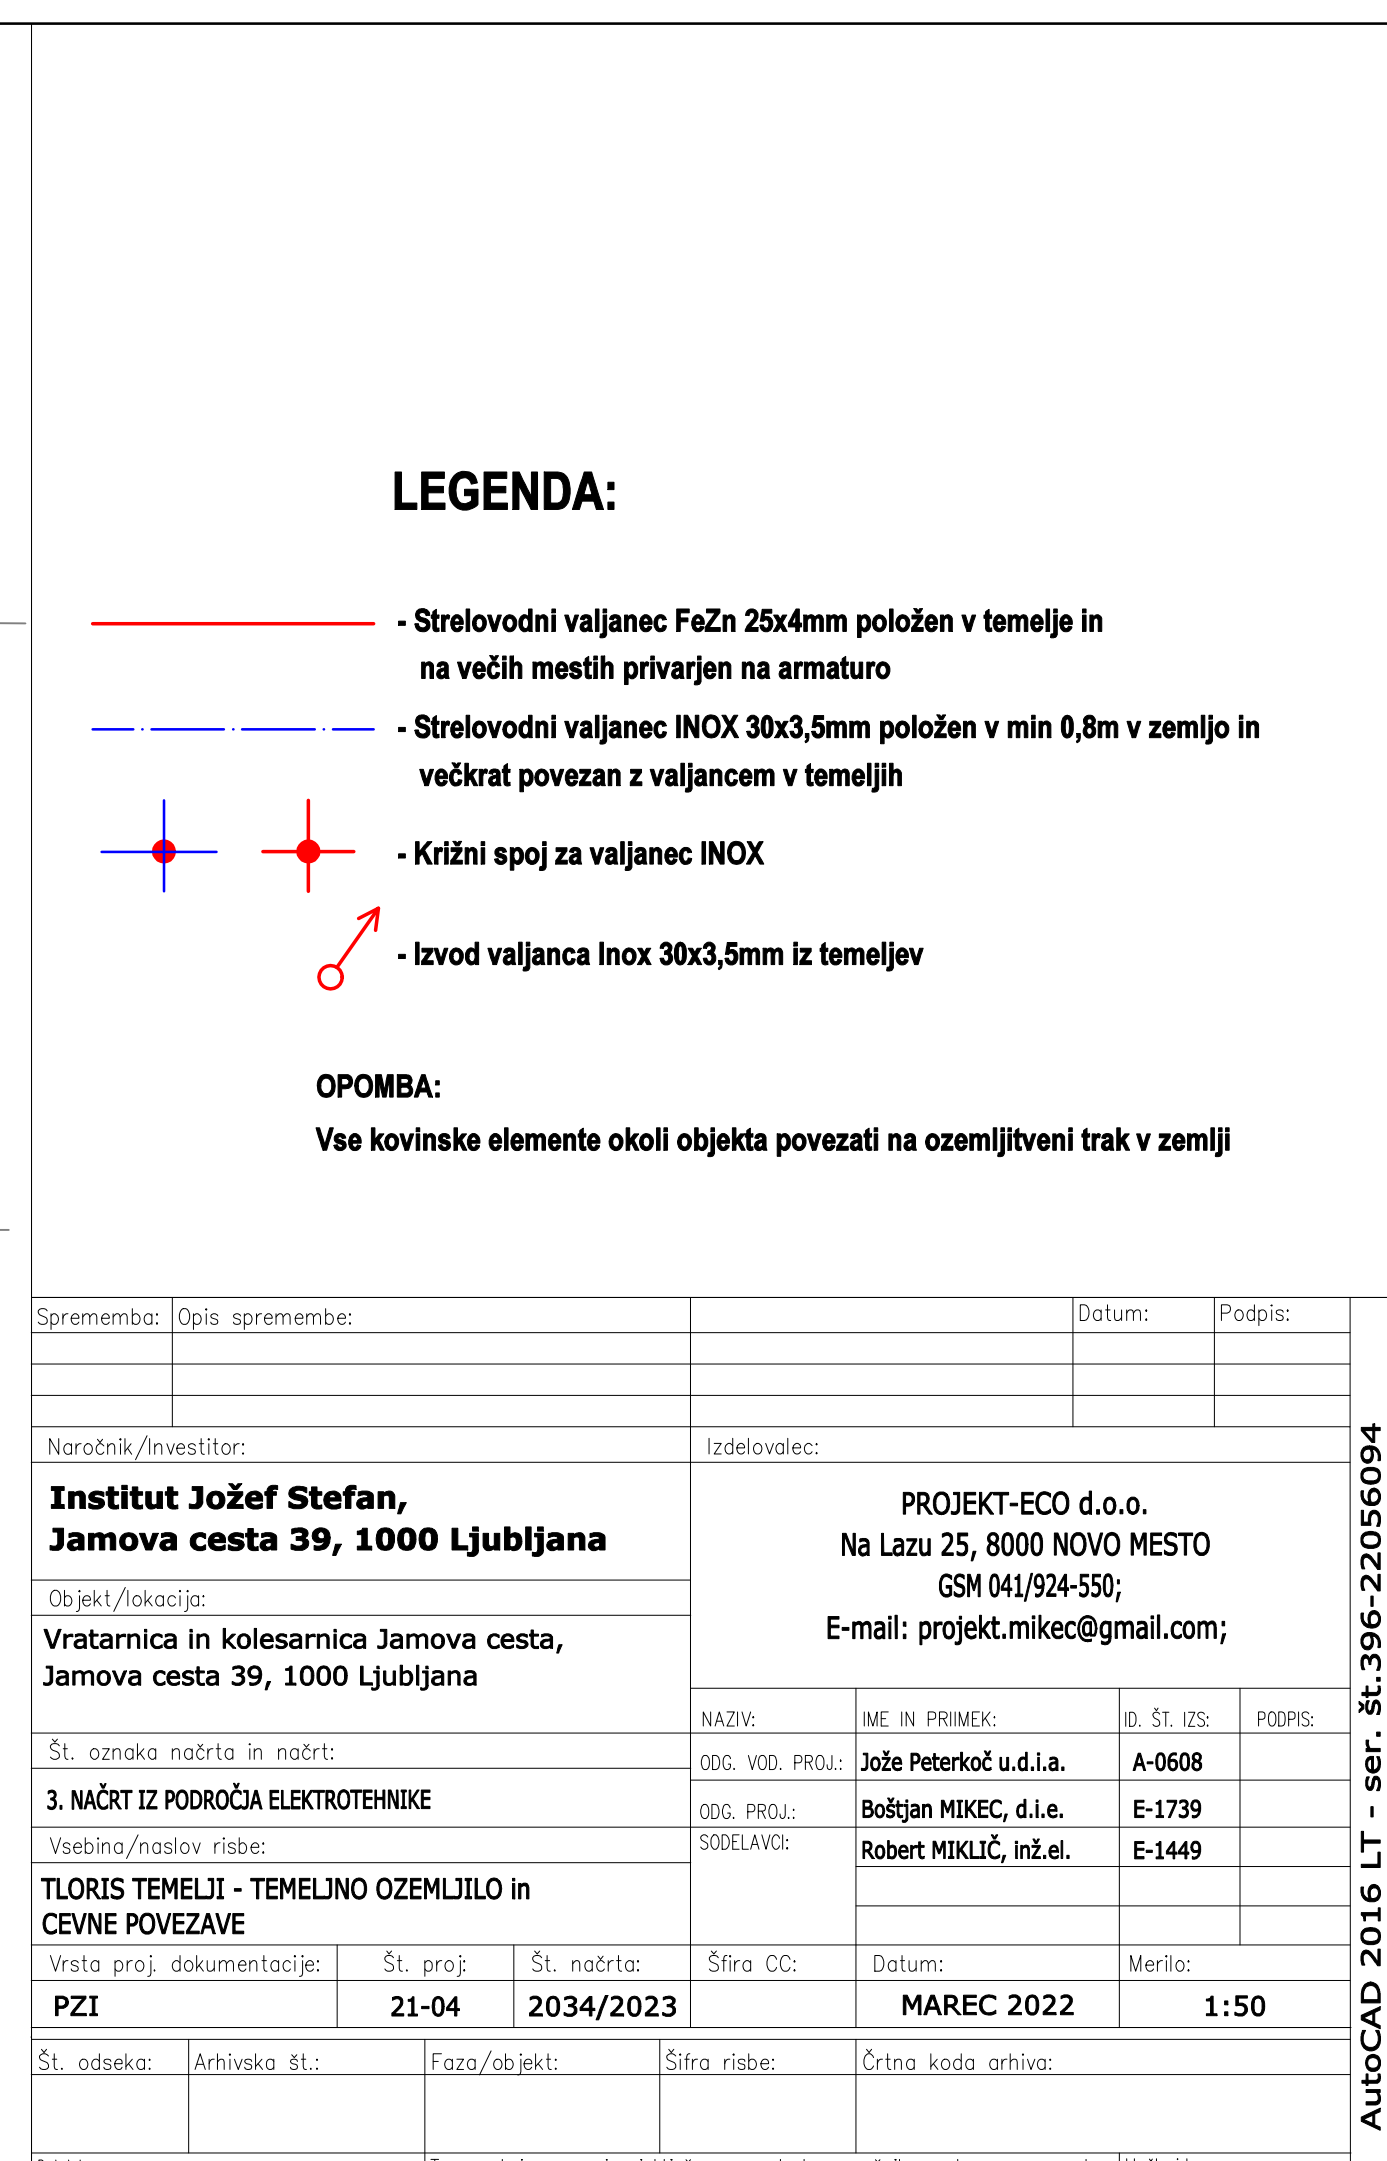 LEGENDA:
- Strelovodni valjanec FeZn 25x4mm položen v temelje in
na večih mestih privarjen na armaturo
- Strelovodni valjanec INOX 30x3,5mm položen v min 0,8m v zemljo in
večkrat povezan z valjancem v temeljih
- Križni spoj za valjanec INOX
- Izvod valjanca Inox 30x3,5mm iz temeljev
OPOMBA:
Vse kovinske elemente okoli objekta povezati na ozemljitveni trak v zemlji
Sprememba: Opis spremembe: Datum: Podpis:
Naročnik/Investitor:
Institut Jožef Stefan,
Jamova cesta 39, 1000 Ljubljana
Objekt/lokacija:
Vratarnica in kolesarnica Jamova cesta,
Jamova cesta 39, 1000 Ljubljana
Št. oznaka načrta in načrt:
3. NAČRT IZ PODROČJA ELEKTROTEHNIKE
Vsebina/naslov risbe:
TLORIS TEMELJI - TEMELJNO OZEMLJILO in
CEVNE POVEZAVE
Izdelovalec:
PROJEKT-ECO d.o.o.
Na Lazu 25, 8000 NOVO MESTO
GSM 041/924-550;
E-mail: projekt.mikec@gmail.com;
NAZIV: IME IN PRIIMEK: ID. ŠT. IZS: PODPIS:
ODG. VOD. PROJ.: Jože Peterkoč u.d.i.a. A-0608
ODG. PROJ.: Boštjan MIKEC, d.i.e. E-1739
SODELAVCI: Robert MIKLIČ, inž.el. E-1449
Vrsta proj. dokumentacije: Št. proj: Št. načrta: Šfira CC: Datum: Merilo:
PZI 21-04 2034/2023 MAREC 2022 1:50
Št. odseka: Arhivska št.: Faza/objekt: Šifra risbe: Črtna koda arhiva:
AutoCAD 2016 LT - ser. št.396-22056094